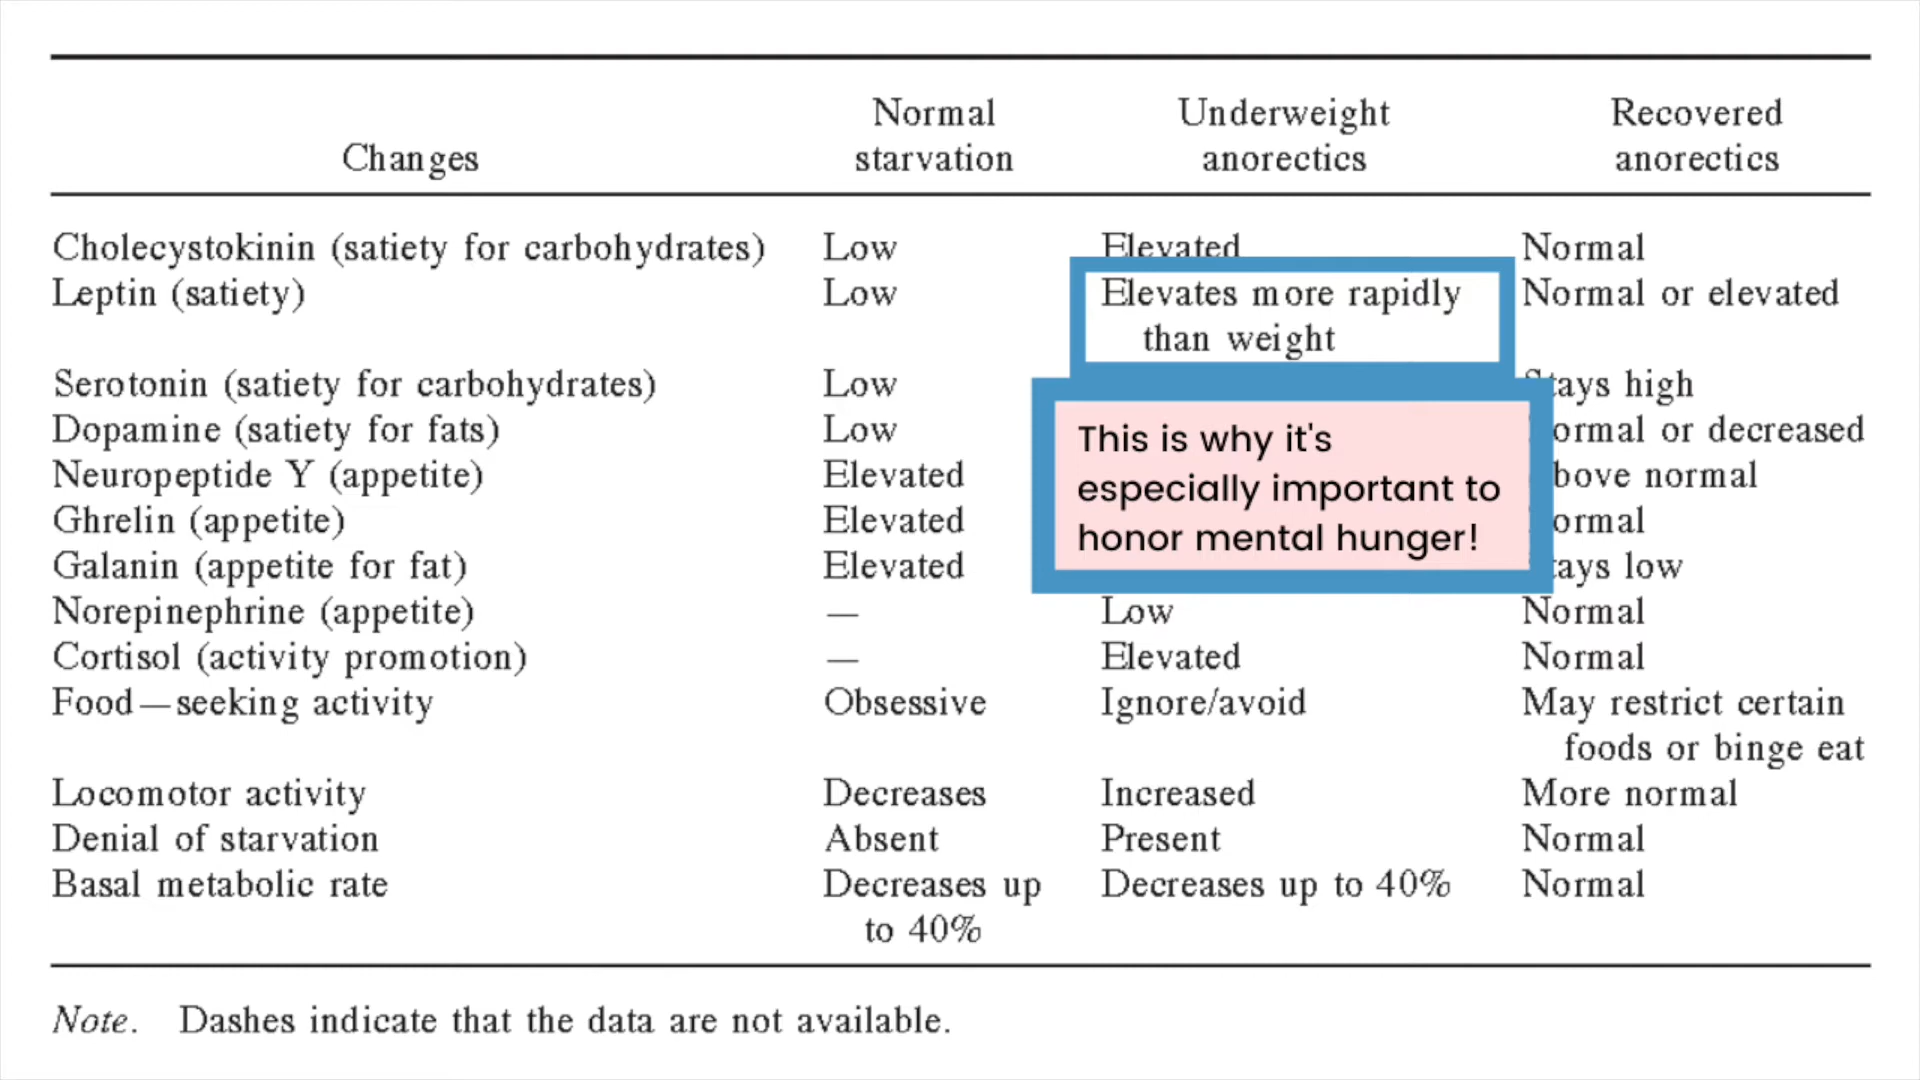 Normal Underweight Recovered
Changes starvation anorectics anorectics
Cholecystokinin (satiety for carbohydrates) Low Elevated Normal
Leptin (satiety) Low Elevates more rapidly Normal or elevated
than weight
Serotonin (satiety for carbohydrates) Low high
Dopamine (satiety for fats) Low or decreased
Neuropeptide Y (appetite) Elevated normal
Ghrelin (appetite) Elevated
Galanin (appetite for fat) Elevated low
This is why it's
especially important to
honor mental hunger!
Norepinephrine (appetite) — Low Normal
Cortisol (activity promotion) — Elevated Normal
Food—seeking activity Obsessive Ignore/avoid May restrict certain
foods or binge eat
Locomotor activity Decreases Increased More normal
Denial of starvation Absent Present Normal
Basal metabolic rate Decreases up Decreases up to 40% Normal
to 40%
Note. Dashes indicate that the data are not available.